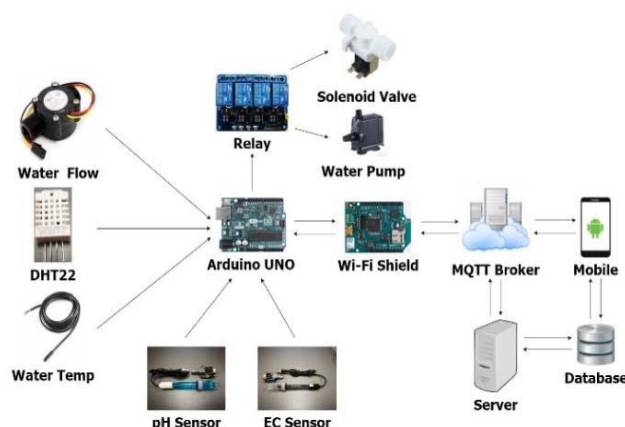 Solenoid Valve
Relay
Water Pump
Water Flow
DHT22
Arduino UNO
Wi-Fi Shield
MQTT Broker
Mobile
Water Temp
Server
Database
pH Sensor
EC Sensor